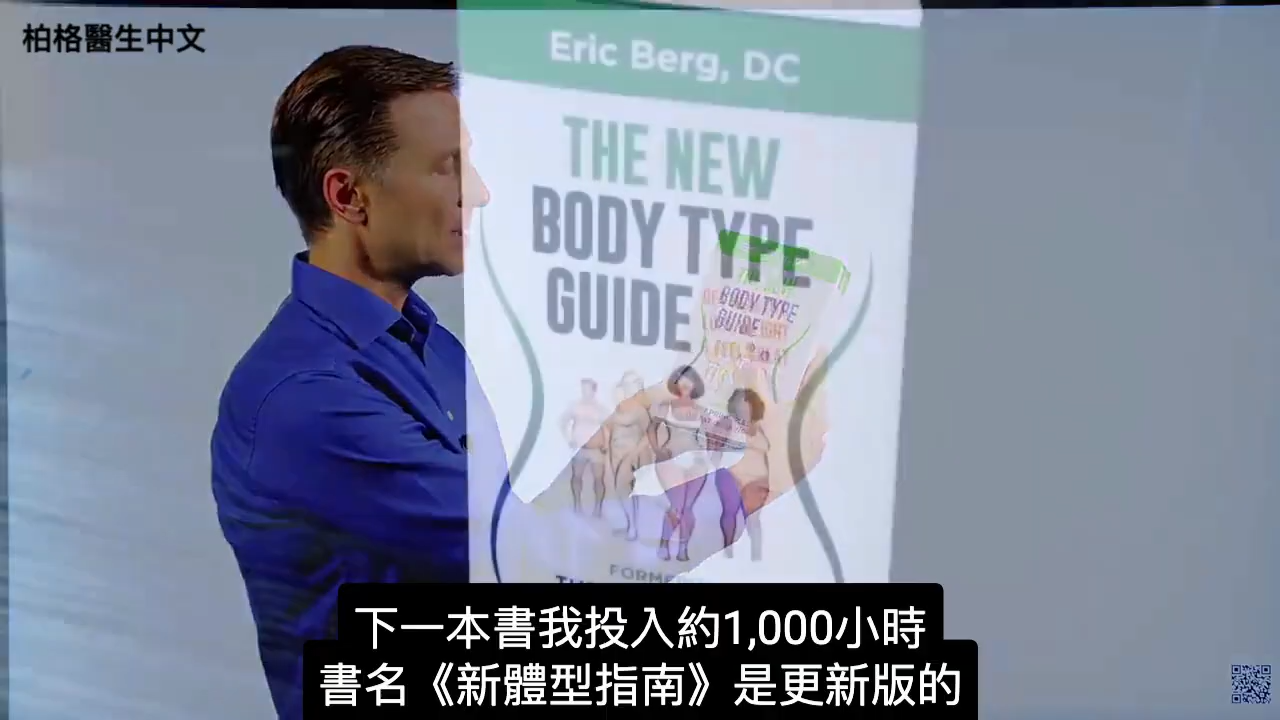 柏格醫生中文
Eric Berg, DC
THE NEW
BODY TYPE
GUIDE
BODY TYPE
GUIDE
下一本書我投入約1,000小時
書名《新體型指南》是更新版的